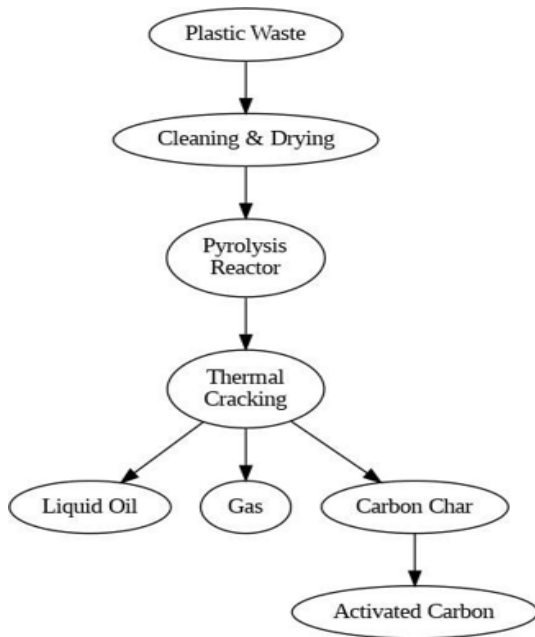 Plastic Waste
Cleaning & Drying
Pyrolysis
Reactor
Thermal
Cracking
Liquid Oil
Gas
Carbon Char
Activated Carbon